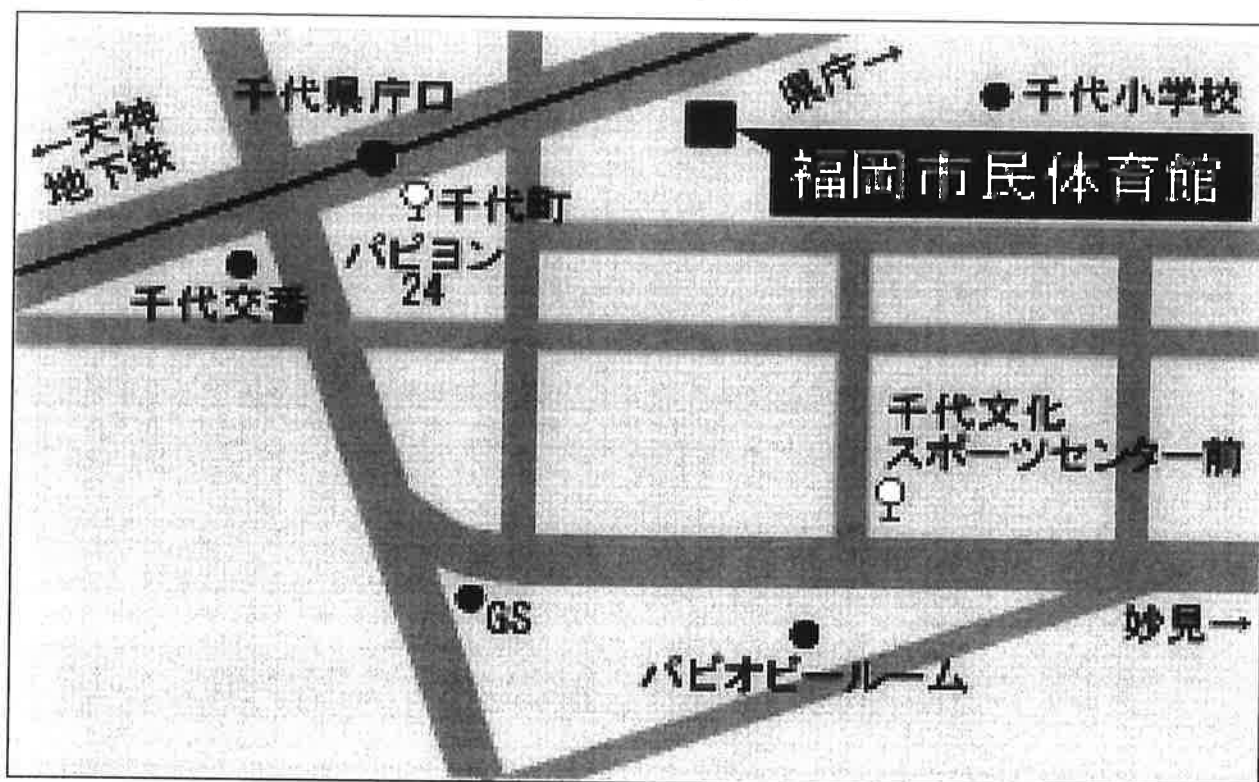 千代県庁口
県庁→
千代小学校
←天神
地下鉄
福岡市民体育館
千代町
パピヨン
24
千代交番
千代文化
スポーツセンター前
GS
妙見→
パピオビールーム